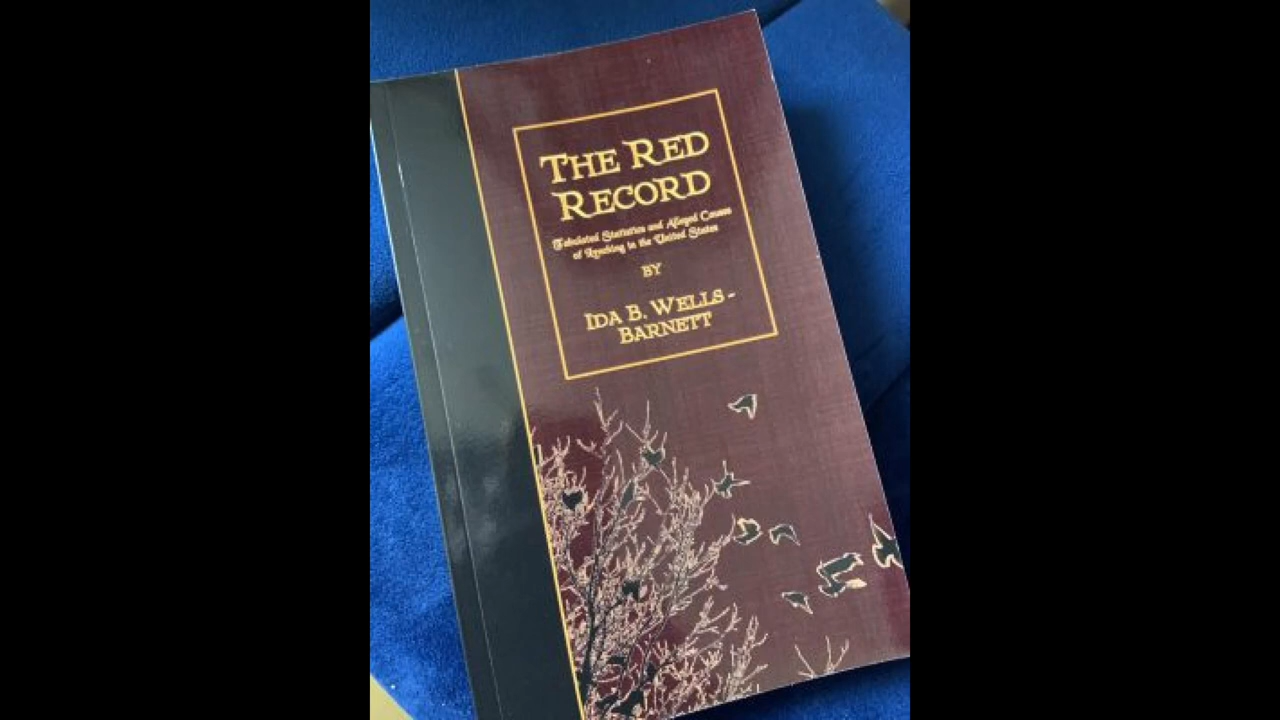 THE RED
RECORD
Tabulated Statistics and Alleged Causes
of Lynching in the United States
BY
IDA B. WELLS-
BARNETT